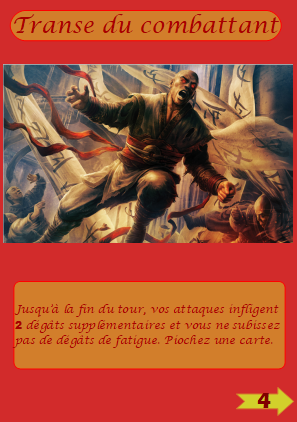 Transe du combattant
Jusqu'à la fin du tour, vos attaques infligent
2 dégâts supplémentaires et vous ne subissez
pas de dégâts de fatigue. Piochez une carte.
4